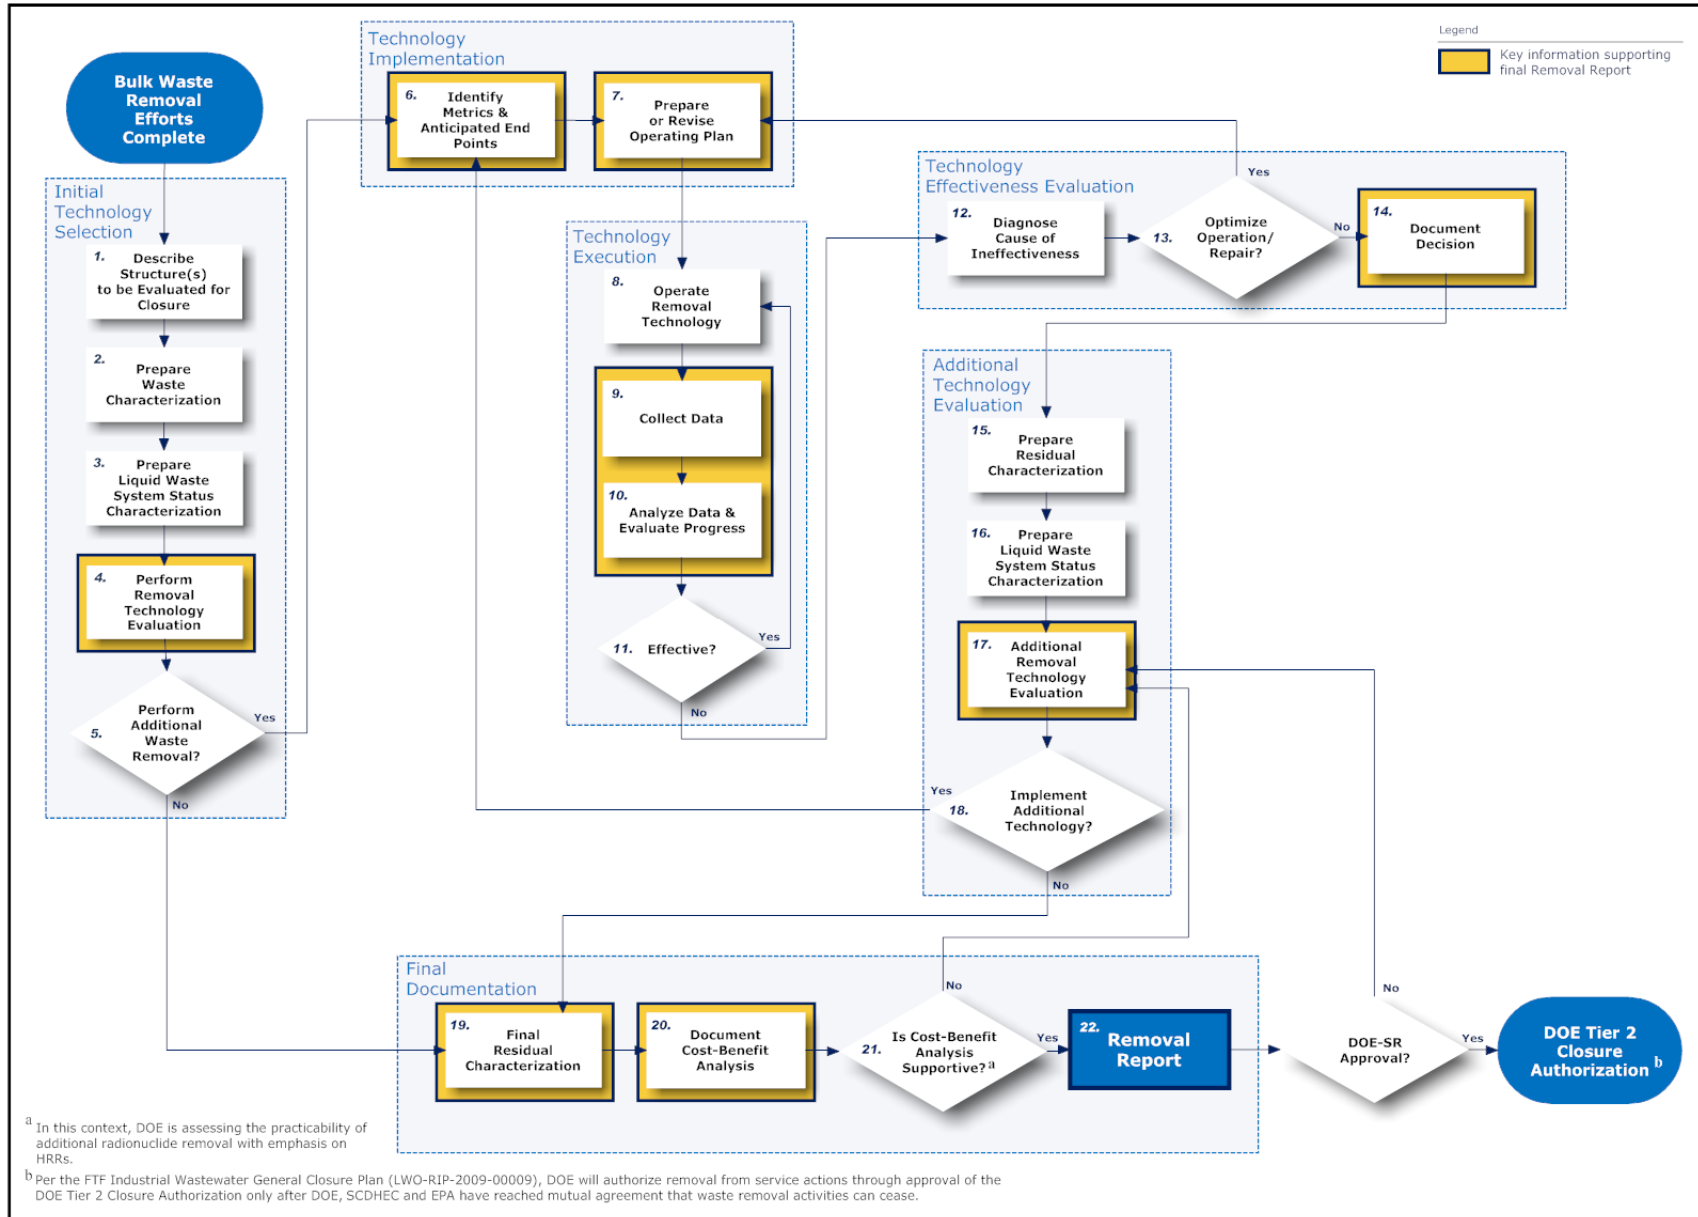 Legend
Key information supporting
final Removal Report
Bulk Waste
Removal
Efforts
Complete
Initial
Technology
Selection
1. Describe
Structure(s)
to be Evaluated for
Closure
2. Prepare
Waste
Characterization
3. Prepare
Liquid Waste
System Status
Characterization
4. Perform
Removal
Technology
Evaluation
5. Perform
Additional
Waste
Removal?
Yes
No
Technology
Implementation
6. Identify
Metrics &
Anticipated End
Points
7. Prepare
or Revise
Operating Plan
Technology
Execution
8. Operate
Removal
Technology
9. Collect Data
10. Analyze Data &
Evaluate Progress
11. Effective?
Yes
No
Technology
Effectiveness Evaluation
12. Diagnose
Cause of
Ineffectiveness
13. Optimize
Operation/
Repair?
Yes
No
14. Document
Decision
Additional
Technology
Evaluation
15. Prepare
Residual
Characterization
16. Prepare
Liquid Waste
System Status
Characterization
17. Additional
Removal
Technology
Evaluation
18. Implement
Additional
Technology?
Yes
No
Final
Documentation
19. Final
Residual
Characterization
20. Document
Cost-Benefit
Analysis
21. Is Cost-Benefit
Analysis
Supportive?a
No
Yes
22. Removal
Report
DOE-SR
Approval?
No
Yes
DOE Tier 2
Closure
Authorization b
a In this context, DOE is assessing the practicability of
additional radionuclide removal with emphasis on
HRRs.
b Per the FTF Industrial Wastewater General Closure Plan (LWO-RIP-2009-00009), DOE will authorize removal from service actions through approval of the
DOE Tier 2 Closure Authorization only after DOE, SCDHEC and EPA have reached mutual agreement that waste removal activities can cease.